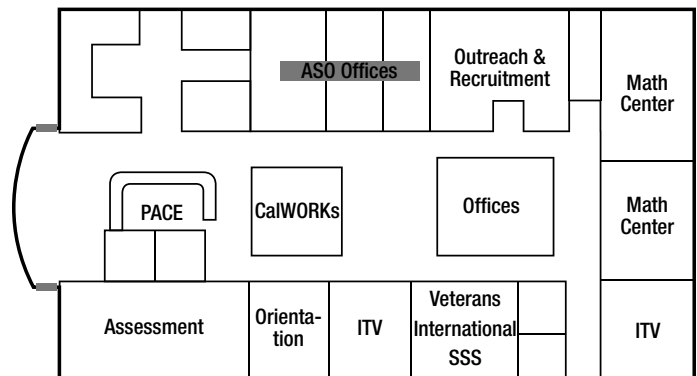 ASO Offices
Outreach &
Recruitment
Math
Center
PACE
CalWORKs
Offices
Math
Center
Assessment
Orienta-
tion
ITV
Veterans
International
SSS
ITV